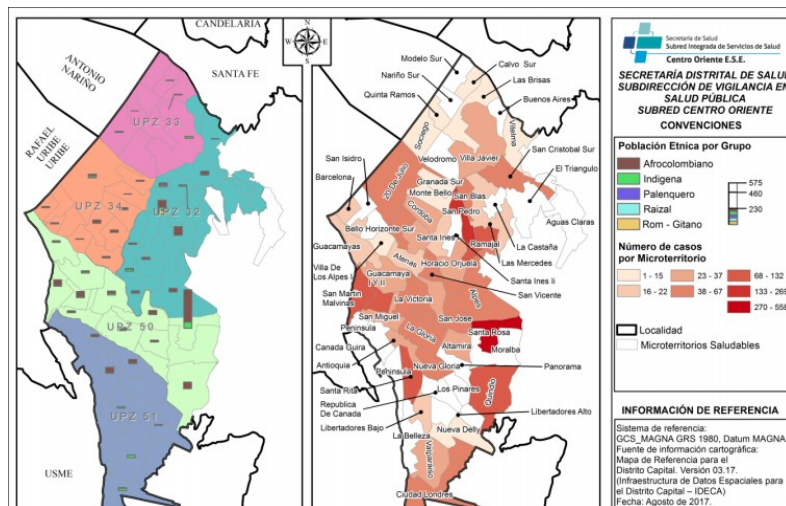 CANDELARIA
ANTONIO
NARIÑO
SANTA FE
RAFAEL
URIBE
URIBE
UPZ 33
UPZ 34
UPZ 32
UPZ 50
UPZ 51
USME
N
W
E
S
Modelo Sur
Calvo Sur
Nariño Sur
Las Brisas
Quinta Ramos
Buenos Aires
Sociego
Vitelma
San Cristobal Sur
Velodromo
Villa Javier
El Triangulo
San Isidro
Barcelona
20 De Julio
Granada Sur
Monte Bello
San Blas
Cordoba
San Pedro
Aguas Claras
Bello Horizonte Sur
Santa Ines
Ramajal
La Castaña
Guacamayas
Atenas
Las Mercedes
Villa De
Los Alpes I
Guacamaya
I Y II
Horacio Orjuela
Santa Ines Ii
San Vicente
San Martin
Malvinas
La Victoria
Alpes
San Miguel
San Jose
Peninsula
La Gloria
Santa Rosa
Canada Guira
Altamira
Moralba
Antioquia
Nueva Gloria
Panorama
Peninsula
Santa Rita
Los Pinares
Quindio
Republica
De Canada
Libertadores Alto
Libertadores Bajo
Nueva Delly
La Belleza
Valparaiso
Ciudad Londres
Secretaría de Salud
Subred Integrada de Servicios de Salud
Centro Oriente E.S.E.
SECRETARÍA DISTRITAL DE SALUD
SUBDIRECCIÓN DE VIGILANCIA EN
SALUD PÚBLICA
SUBRED CENTRO ORIENTE
CONVENCIONES
Población Etnica por Grupo
Afrocolombiano
Indigena
Palenquero
Raizal
Rom - Gitano
575
460
230
Número de casos
por Microterritorio
1 - 15
23 - 37
68 - 132
16 - 22
38 - 67
133 - 269
270 - 558
Localidad
Microterritorios Saludables
INFORMACIÓN DE REFERENCIA
Sistema de referencia:
GCS_MAGNA GRS 1980, Datum MAGNA
Fuente de información cartográfica:
Mapa de Referencia para el
Distrito Capital. Versión 03.17.
(Infraestructura de Datos Espaciales para
el Distrito Capital – IDECA)
Fecha: Agosto de 2017.